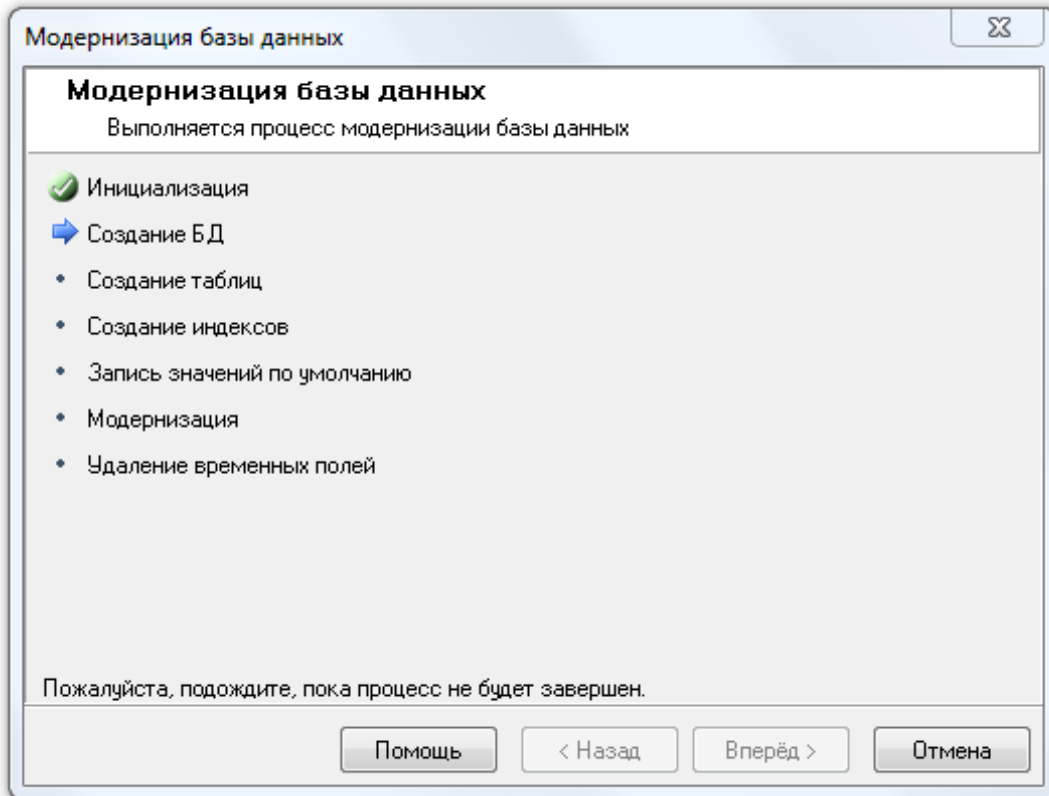 Модернизация базы данных
Модернизация базы данных
Выполняется процесс модернизации базы данных
Инициализация
Создание БД
Создание таблиц
Создание индексов
Запись значений по умолчанию
Модернизация
Удаление временных полей
Пожалуйста, подождите, пока процесс не будет завершен.
Помощь
< Назад
Вперёд >
Отмена